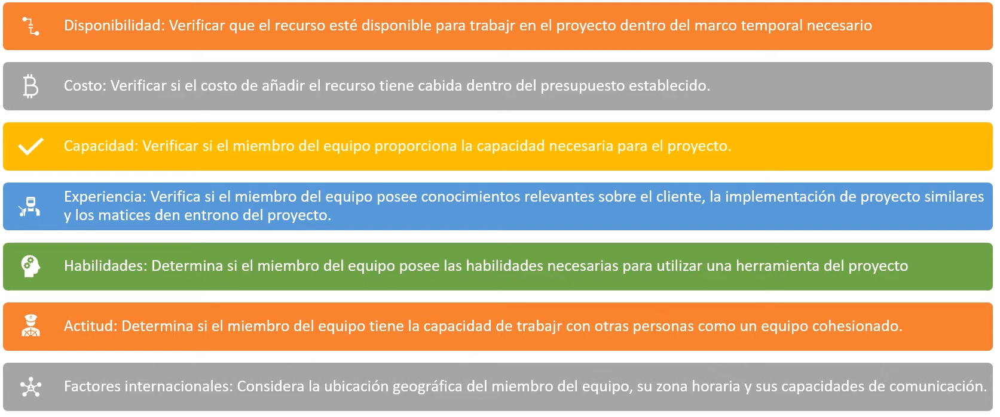 Disponibilidad: Verificar que el recurso esté disponible para trabajr en el proyecto dentro del marco temporal necesario
Costo: Verificar si el costo de añadir el recurso tiene cabida dentro del presupuesto establecido.
Capacidad: Verificar si el miembro del equipo proporciona la capacidad necesaria para el proyecto.
Experiencia: Verifica si el miembro del equipo posee conocimientos relevantes sobre el cliente, la implementación de proyecto similares
y los matices den entrono del proyecto.
Habilidades: Determina si el miembro del equipo posee las habilidades necesarias para utilizar una herramienta del proyecto
Actitud: Determina si el miembro del equipo tiene la capacidad de trabajr con otras personas como un equipo cohesionado.
Factores internacionales: Considera la ubicación geográfica del miembro del equipo, su zona horaria y sus capacidades de comunicación.